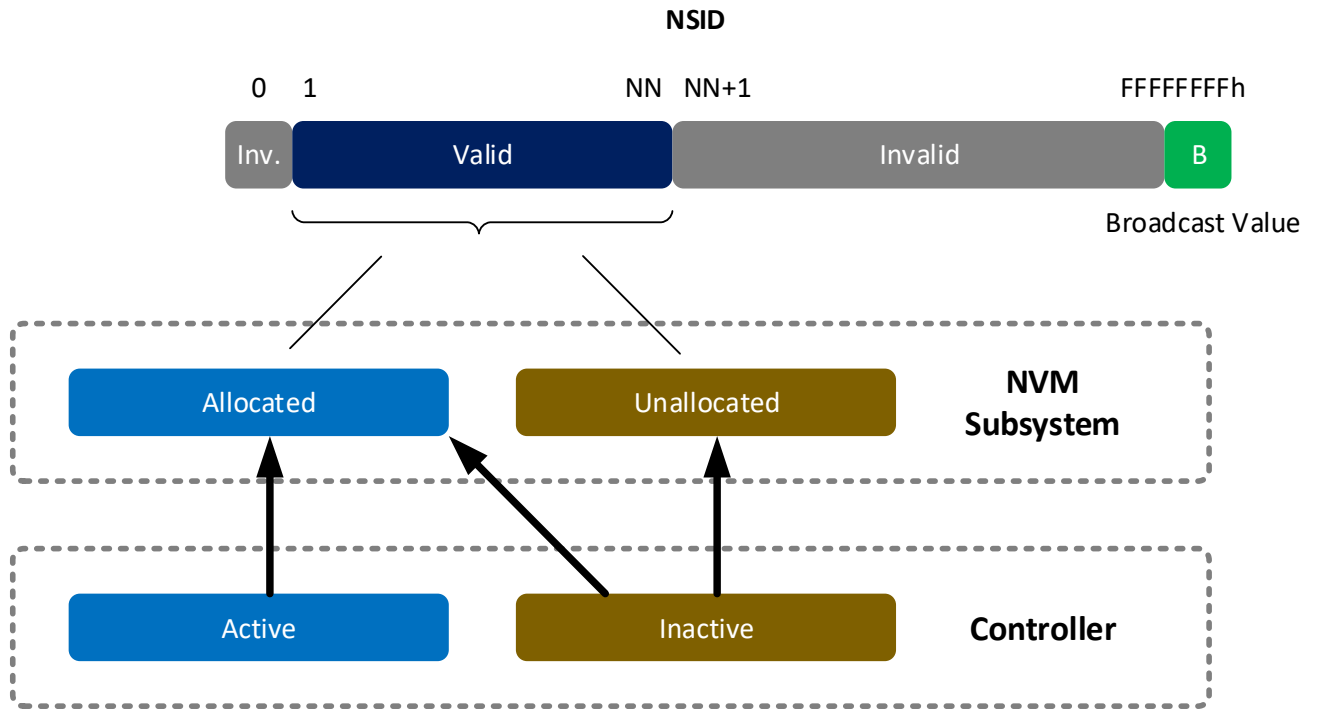 NSID
0 1 NN NN+1 FFFFFFFFh
Inv. Valid Invalid B
Broadcast Value
Allocated Unallocated NVM
Subsystem
Active Inactive Controller